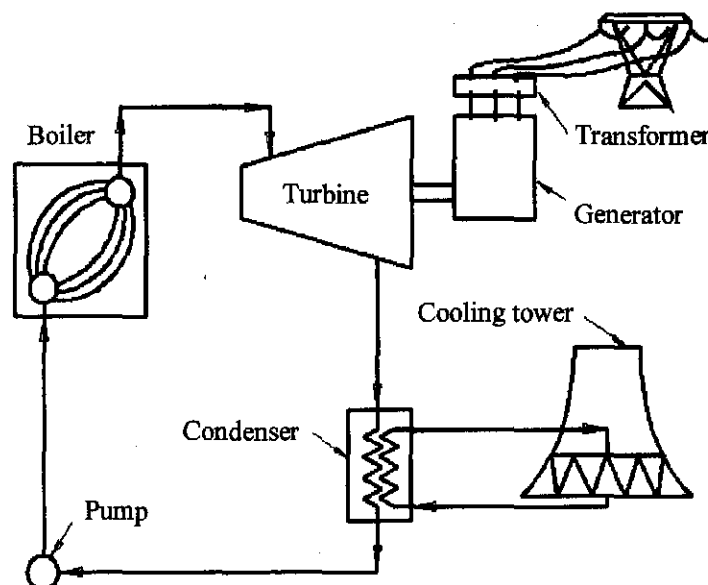 Boiler
Transformer
Turbine
Generator
Cooling tower
Condenser
Pump